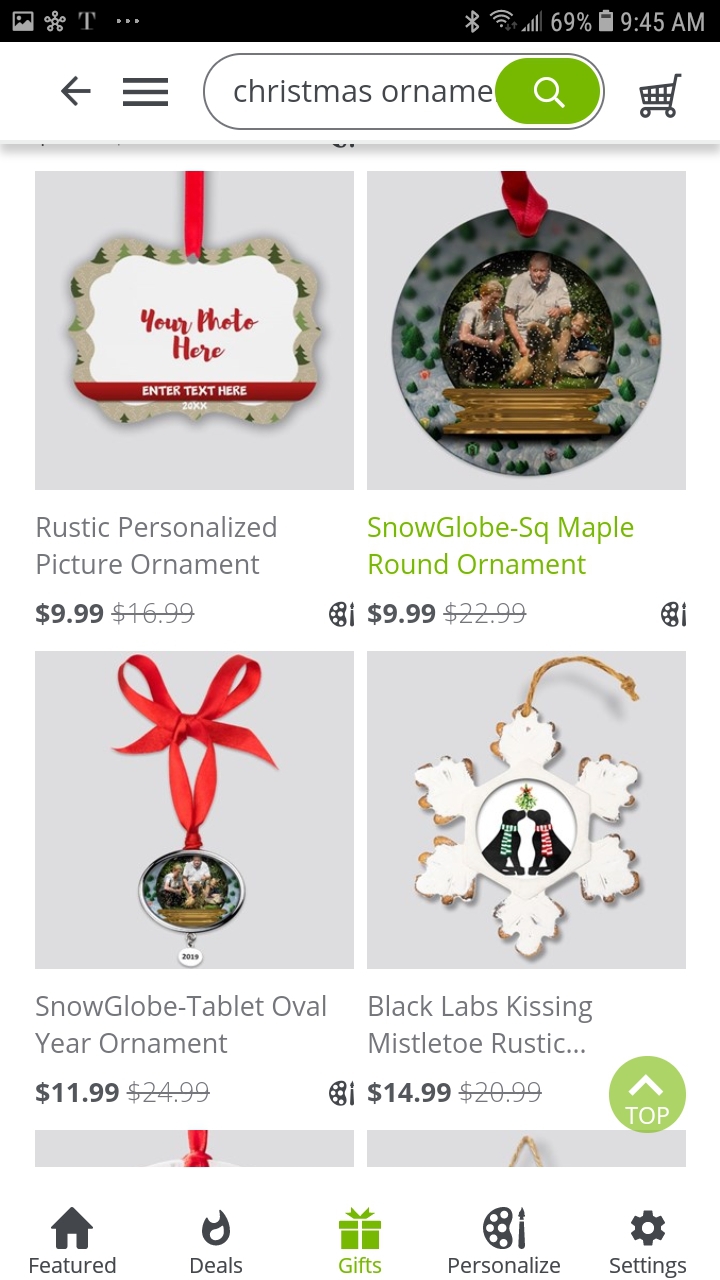 T
69%
9:45 AM
christmas orname
Your Photo
Here
ENTER TEXT HERE
20XX
Rustic Personalized
Picture Ornament
$9.99 $16.99
SnowGlobe-Sq Maple
Round Ornament
$9.99 $22.99
2019
SnowGlobe-Tablet Oval
Year Ornament
$11.99 $24.99
Black Labs Kissing
Mistletoe Rustic...
$14.99 $20.99
TOP
Featured
Deals
Gifts
Personalize
Settings